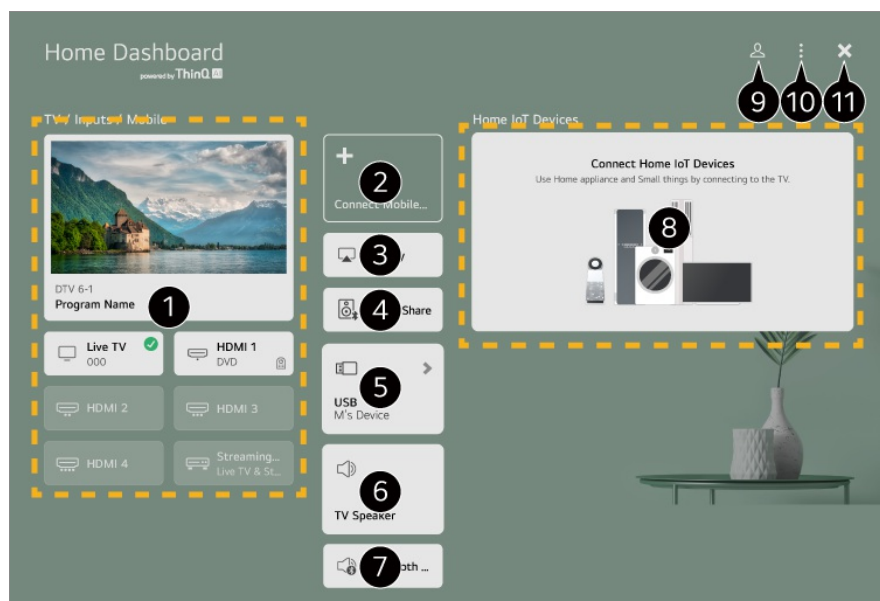 Home Dashboard
powered by ThinQ AI
9
10
11
TV / Inputs / Mobile
Home IoT Devices
DTV 6-1
Program Name
1
Live TV
000
HDMI 1
DVD
HDMI 2
HDMI 3
HDMI 4
Streaming...
Live TV & St...
2
Connect Mobile...
3
4
Share
5
USB
M's Device
6
TV Speaker
7
Connect Home IoT Devices
Use Home appliance and Small things by connecting to the TV.
8